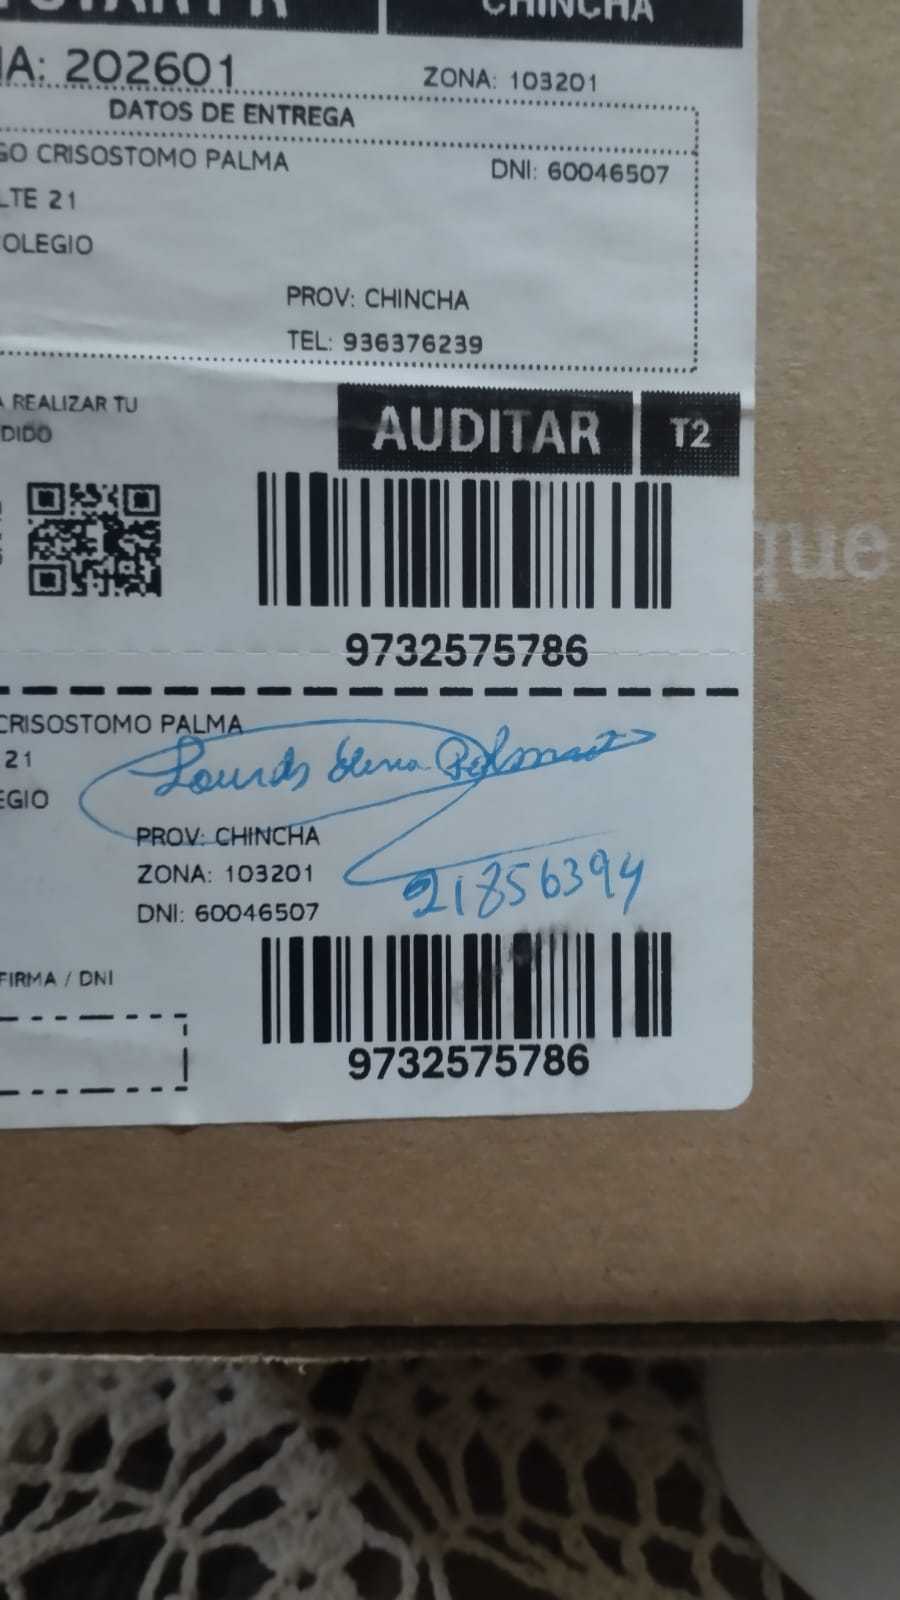 CHINCHA
IA: 202601
ZONA: 103201
DATOS DE ENTREGA
GO CRISOSTOMO PALMA
DNI: 60046507
LTE 21
OLEGIO
PROV: CHINCHA
TEL: 936376239
A REALIZAR TU
DIDO
AUDITAR
T2
que
9732575786
CRISOSTOMO PALMA
21
EGIO
Lourdes Elena
PROV: CHINCHA
ZONA: 103201
21856394
DNI: 60046507
FIRMA / DNI
9732575786